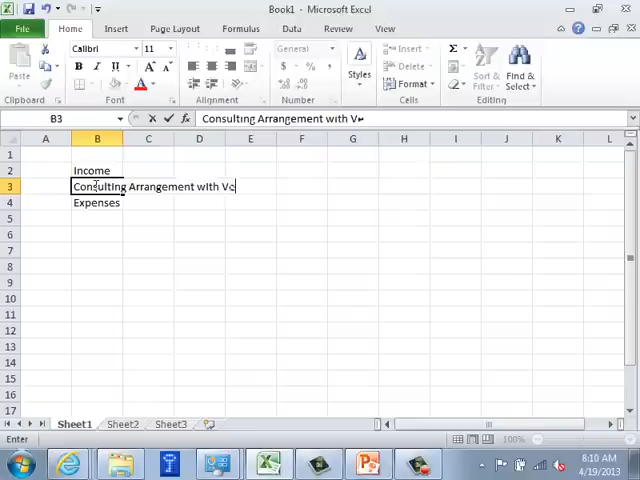 Book1 - Microsoft Excel
File Home Insert Page Layout Formulas Data Review View
Calibri 11 General Insert Σ
Paste B I U A A Delete
$ % , Styles Format Sort & Filter Find & Select
Clipboard Font Alignment Number Cells Editing
B3 fx Consulting Arrangement with
A B C D E F G H I J K L
1
2 Income
3 Consulting Arrangement with
4 Expenses
5
6
7
8
9
10
11
12
13
14
15
16
17
Sheet1 Sheet2 Sheet3
Enter 100%
8:10 AM
4/19/2013